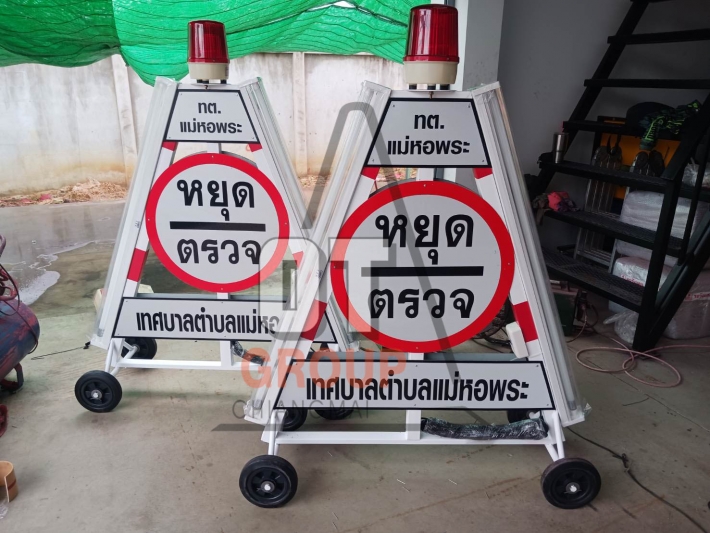 ทต.
แม่หอพระ
หยุด
ตรวจ
เทศบาลตำบลแม่หอ
ทต.
แม่หอพระ
หยุด
ตรวจ
เทศบาลตำบลแม่หอพระ
DT
GROUP
CHIANGMAI